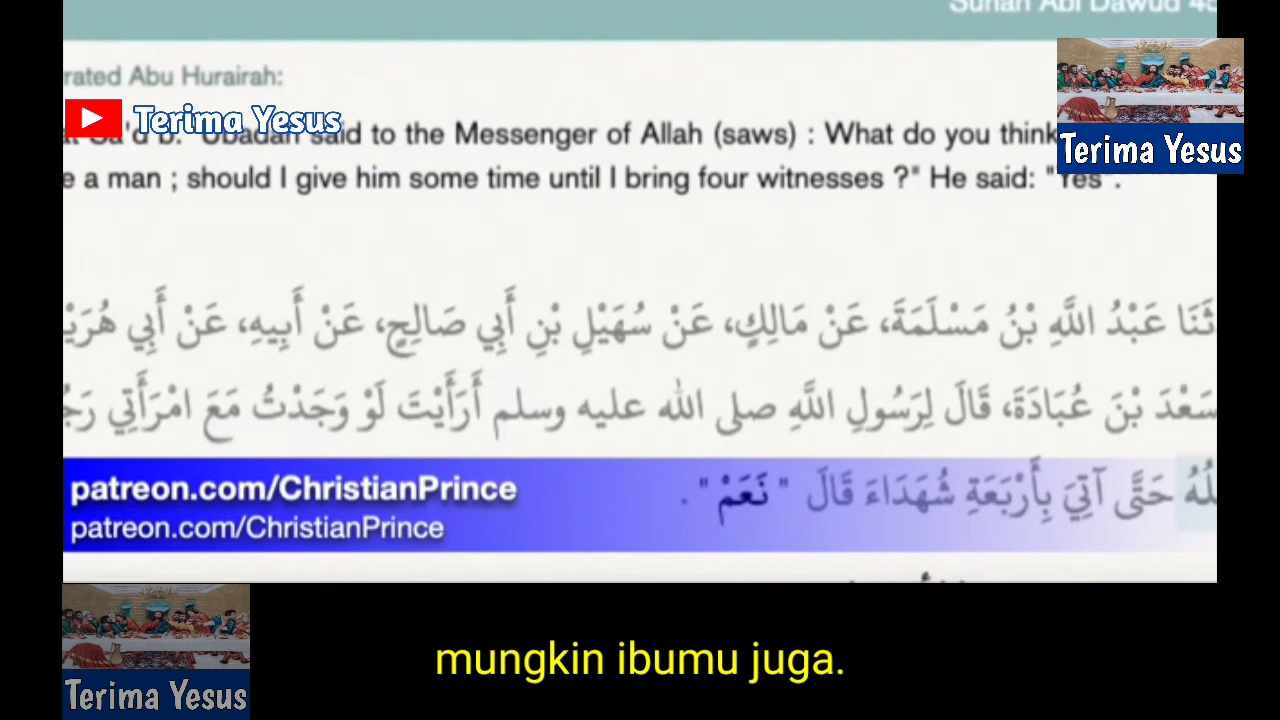 Sunan Abi Dawud
rated Abu Hurairah:
Terima Yesus
Sa'd b. Ubadah said to the Messenger of Allah (saws) : What do you think
Terima Yesus
e a man ; should I give him some time until I bring four witnesses ?" He said: "Yes".
ثَنَا عَبْدُ اللَّهِ بْنُ مَسْلَمَةَ، عَنْ مَالِكٍ، عَنْ سُهَيْلِ بْنِ أَبِي صَالِحٍ، عَنْ أَبِيهِ، عَنْ أَبِي هُرَيْ
سَعْدَ بْنَ عُبَادَةَ، قَالَ لِرَسُولِ اللَّهِ صلى الله عليه وسلم أَرَأَيْتَ لَوْ وَجَدْتُ مَعَ امْرَأَتِي رَجُ
لُهُ حَتَّى آتِيَ بِأَرْبَعَةِ شُهَدَاءَ قَالَ " نَعَمْ " .
patreon.com/ChristianPrince
patreon.com/ChristianPrince
Terima Yesus
mungkin ibumu juga.